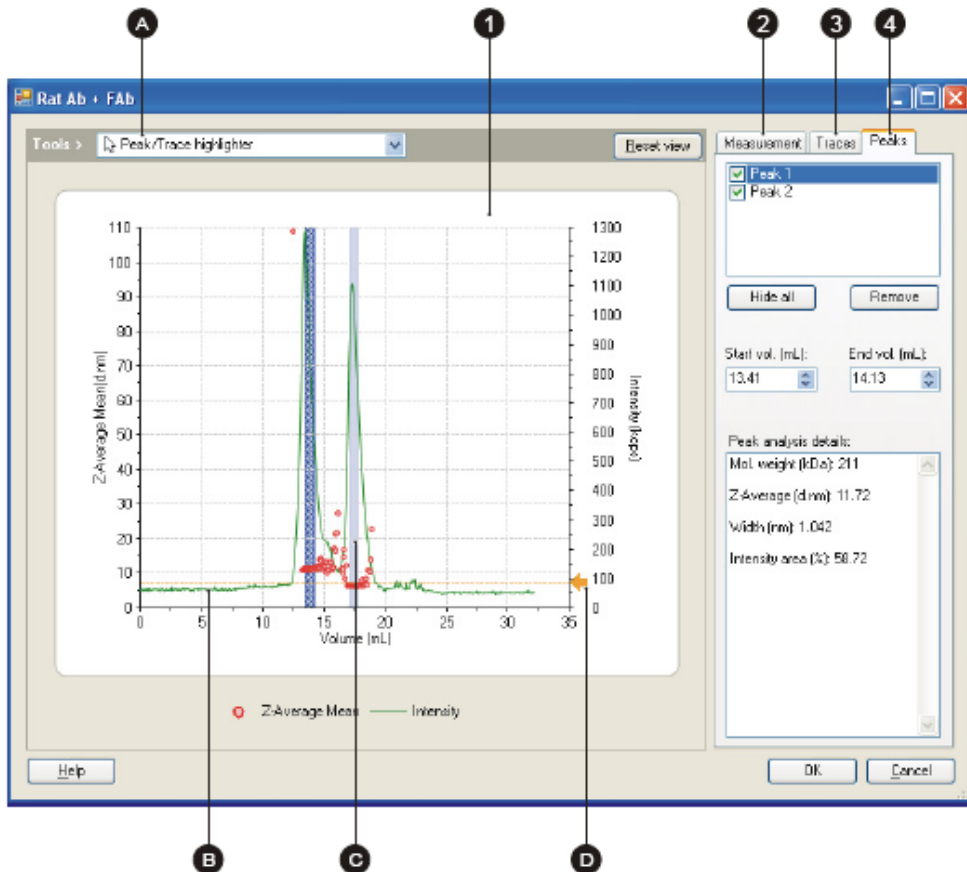 A 1 2 3 4
Rat Ab + FAb
Tools > Peak/Trace highlighter Reset view
Measurement Traces Peaks
Peak 1
Peak 2
Hide all Remove
Start vol. (mL): End vol. (mL):
13.41 14.13
Peak analysis details:
Mol. weight (kDa): 211
Z-Average (d.nm): 11.72
Width (nm): 1.042
Intensity area (%): 58.72
Z-Average Mean(d.nm)
110
100
90
80
70
60
50
40
30
20
10
0
0 5 10 15 20 25 30 35
Volume (mL)
1300
1200
1100
1000
900
800
700
600
500
400
300
200
100
0
Intensity (kcps)
Z-Average Mean Intensity
Help OK Cancel
B C D